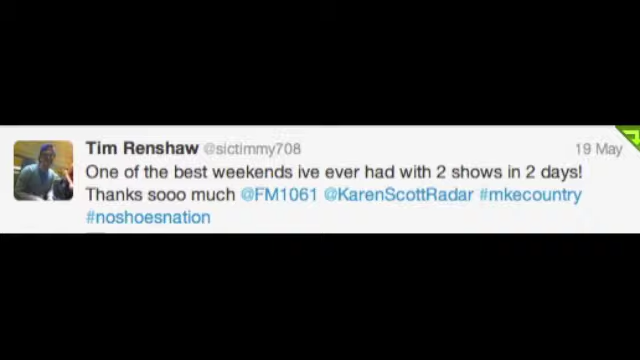 Tim Renshaw @sictimmy708 19 May
One of the best weekends ive ever had with 2 shows in 2 days!
Thanks sooo much @FM1061 @KarenScottRadar #mkecountry
#noshoesnation